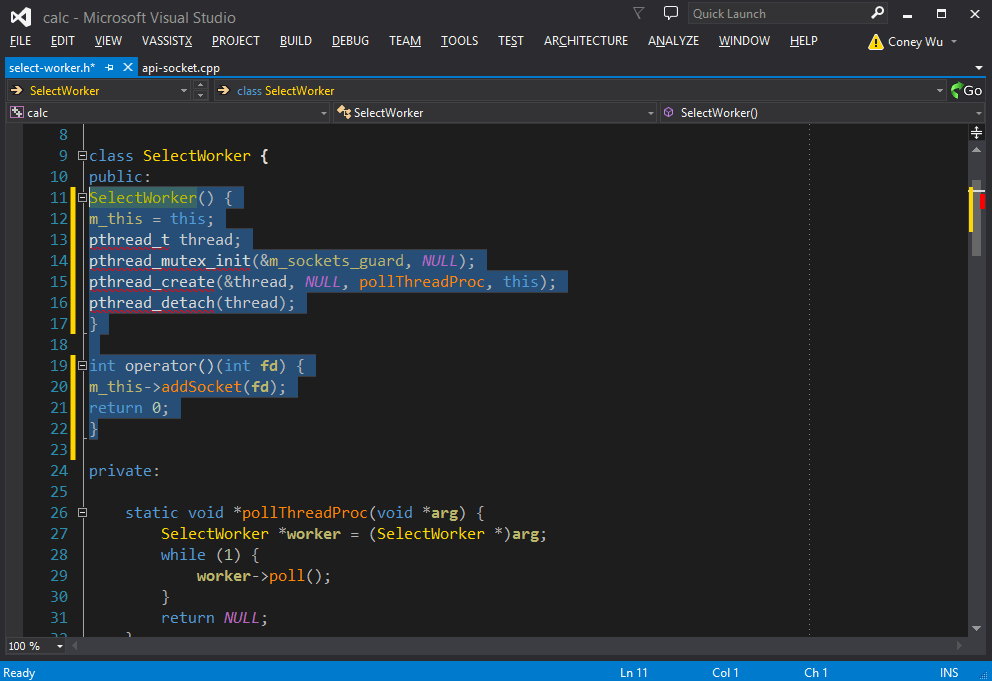 calc - Microsoft Visual Studio
Quick Launch
FILE EDIT VIEW VASSISTX PROJECT BUILD DEBUG TEAM TOOLS TEST ARCHITECTURE ANALYZE WINDOW HELP Coney Wu
select-worker.h* api-socket.cpp
SelectWorker class SelectWorker Go
calc SelectWorker SelectWorker()
8
9 class SelectWorker {
10 public:
11 SelectWorker() {
12 m_this = this;
13 pthread_t thread;
14 pthread_mutex_init(&m_sockets_guard, NULL);
15 pthread_create(&thread, NULL, pollThreadProc, this);
16 pthread_detach(thread);
17 }
18
19 int operator()(int fd) {
20 m_this->addSocket(fd);
21 return 0;
22 }
23
24 private:
25
26 static void *pollThreadProc(void *arg) {
27 SelectWorker *worker = (SelectWorker *)arg;
28 while (1) {
29 worker->poll();
30 }
31 return NULL;
32 }
100 %
Ready Ln 11 Col 1 Ch 1 INS